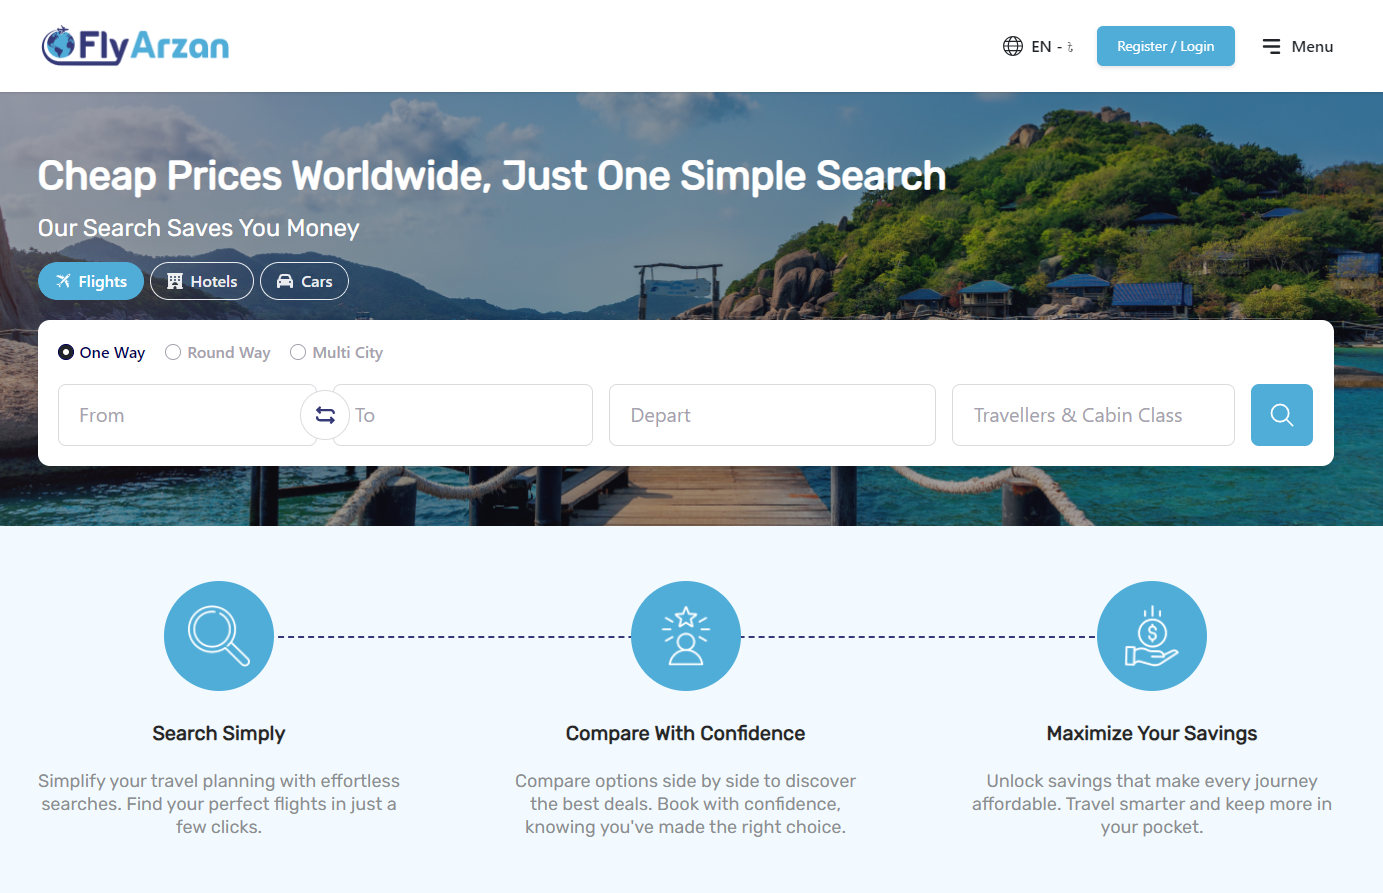 FlyArzan
EN - ৳
Register / Login
Menu
Cheap Prices Worldwide, Just One Simple Search
Our Search Saves You Money
Flights
Hotels
Cars
One Way
Round Way
Multi City
From
To
Depart
Travellers & Cabin Class
Search Simply
Simplify your travel planning with effortless
searches. Find your perfect flights in just a
few clicks.
Compare With Confidence
Compare options side by side to discover
the best deals. Book with confidence,
knowing you've made the right choice.
Maximize Your Savings
Unlock savings that make every journey
affordable. Travel smarter and keep more in
your pocket.